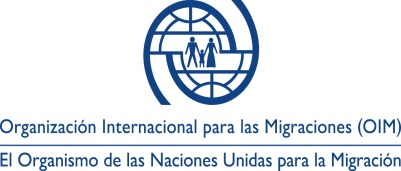 Organización Internacional para las Migraciones (OIM)
El Organismo de las Naciones Unidas para la Migración